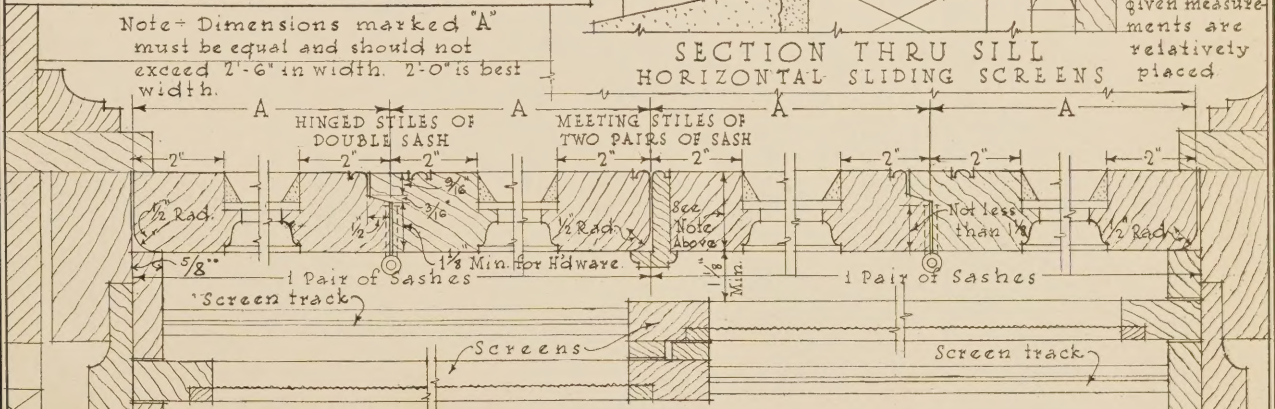 Note ÷ Dimensions marked "A"
must be equal and should not
exceed 2'-6" in width. 2'-0" is best
width.
SECTION THRU SILL
HORIZONTAL SLIDING SCREENS
given measure-
ments are
relatively
placed
A
A
A
A
HINGED STILES OF
DOUBLE SASH
MEETING STILES OF
TWO PAIRS OF SASH
2"
2"
2"
2"
2"
2"
2"
2"
9/16"
3/16"
1/2" Rad.
1/2"
1/2" Rad.
See
Note
Above
Not less
than 1 1/8
1/2" Rad.
5/8"
1 1/8 Min. for H'dware.
1 1/8"
Min.
1 Pair of Sashes
1 Pair of Sashes
Screen track
Screens
Screen track